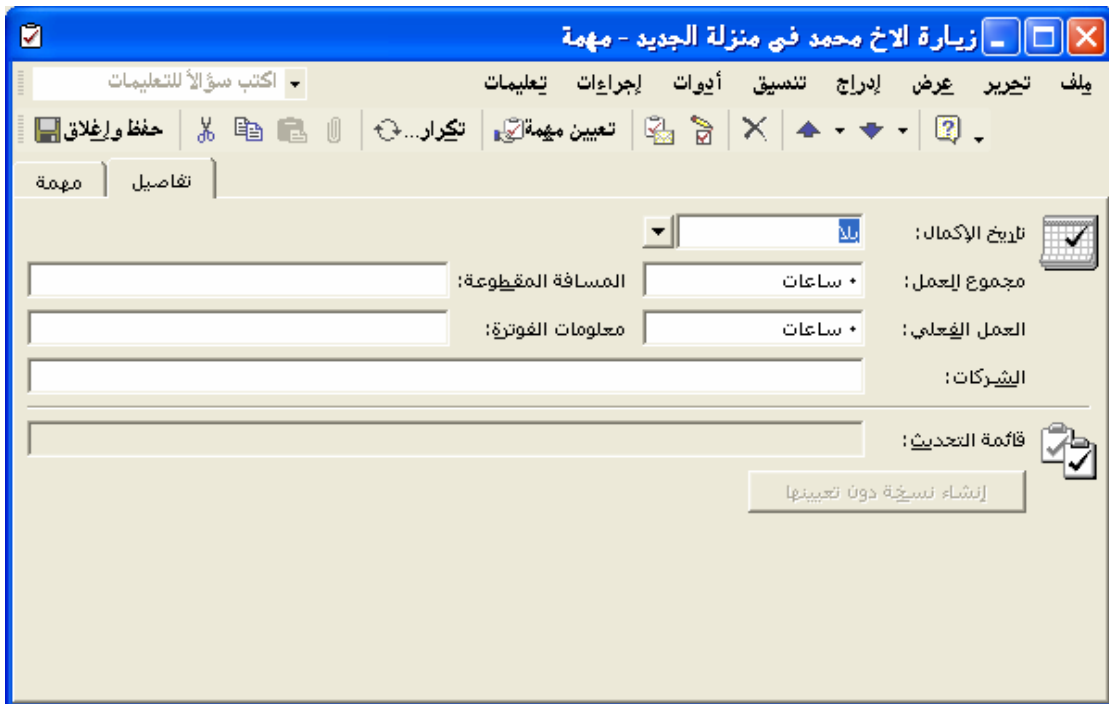 زيارة الاخ محمد في منزلة الجديد - مهمة
ملف تحرير عرض إدراج تنسيق أدوات إجراءات تعليمات اكتب سؤالاً للتعليمات
حفظ وإغلاق تكرار... تعيين مهمة
مهمة تفاصيل
تاريخ الإكمال: بلا
مجموع العمل: ٠ ساعات المسافة المقطوعة:
العمل الفعلي: ٠ ساعات معلومات الفوترة:
الشركات:
قائمة التحديث:
إنشاء نسخة دون تعيينها